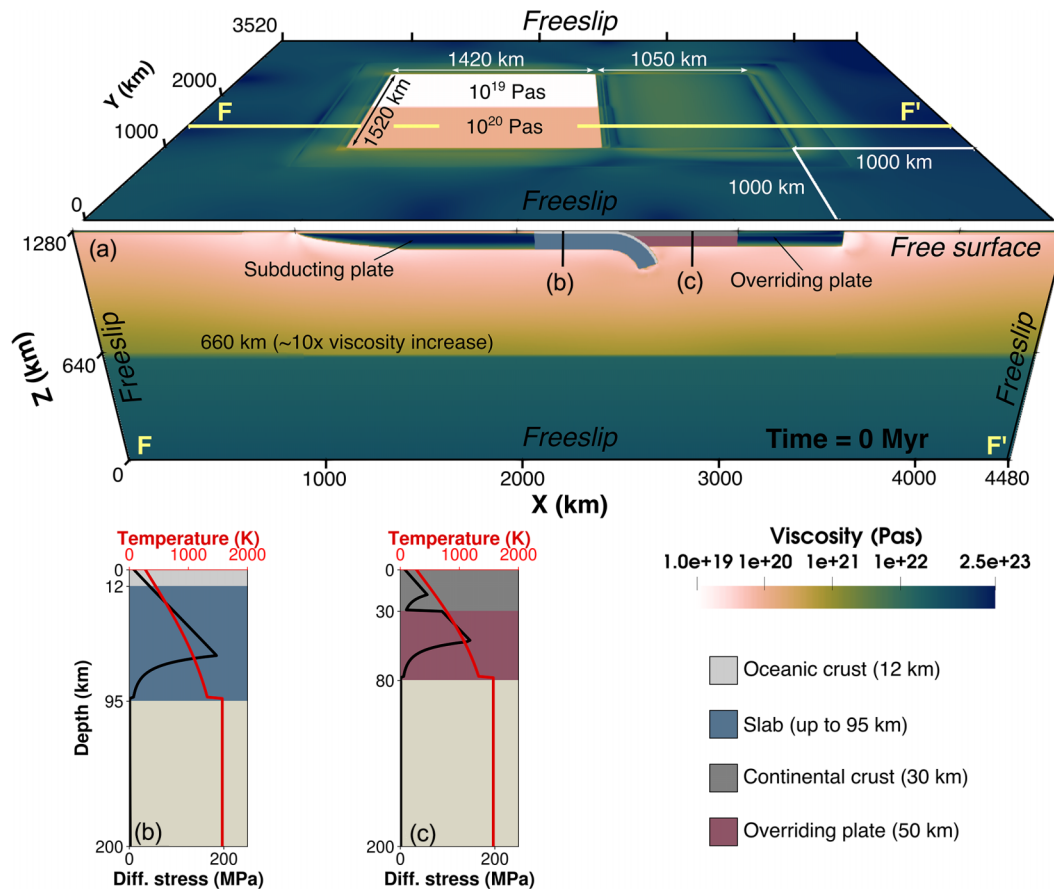 Freeslip
3520
2000
1000
0
Y (km)
1420 km
1050 km
10¹⁹ Pas
10²⁰ Pas
1520 km
F
F'
1000 km
1000 km
Freeslip
1280
(a)
Subducting plate
(b)
(c)
Overriding plate
Free surface
660 km (~10x viscosity increase)
640
Z (km)
Freeslip
Freeslip
F
Freeslip
Time = 0 Myr
F'
0
1000
2000
3000
4000
4480
X (km)
Temperature (K)
0 1000 2000
0
12
95
200
Depth (km)
(b)
0 200
Diff. stress (MPa)
Temperature (K)
0 1000 2000
0
30
80
200
(c)
0 200
Diff. stress (MPa)
Viscosity (Pas)
1.0e+19 1e+20 1e+21 1e+22 2.5e+23
Oceanic crust (12 km)
Slab (up to 95 km)
Continental crust (30 km)
Overriding plate (50 km)